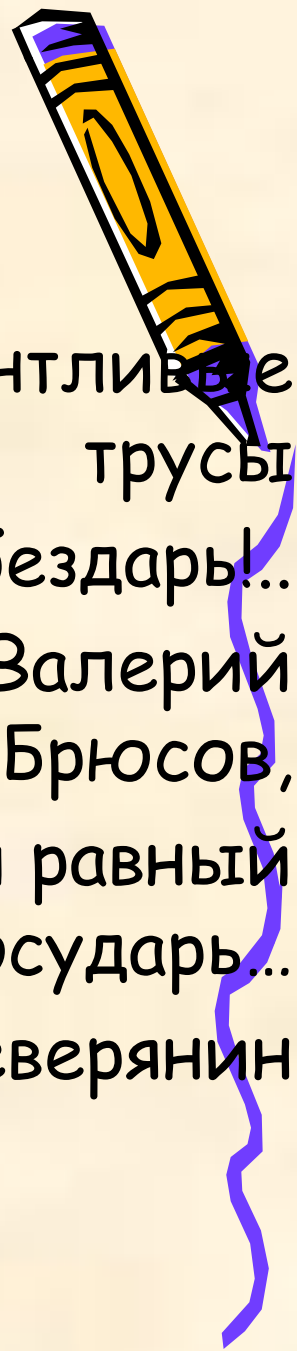 нтливые
трусы
бездарь!..
Валерий
Брюсов,
равный
осударь...
еверянин